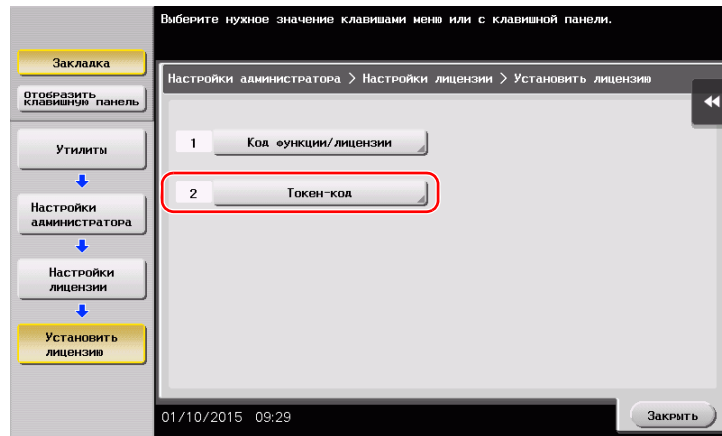 Выберите нужное значение клавишами меню или с клавишной панели.
Закладка
Отобразить
клавишную панель
Настройки администратора > Настройки лицензии > Установить лицензию
Утилиты
1 Код функции/лицензии
2 Токен-код
Настройки
администратора
Настройки
лицензии
Установить
лицензию
01/10/2015 09:29
Закрыть